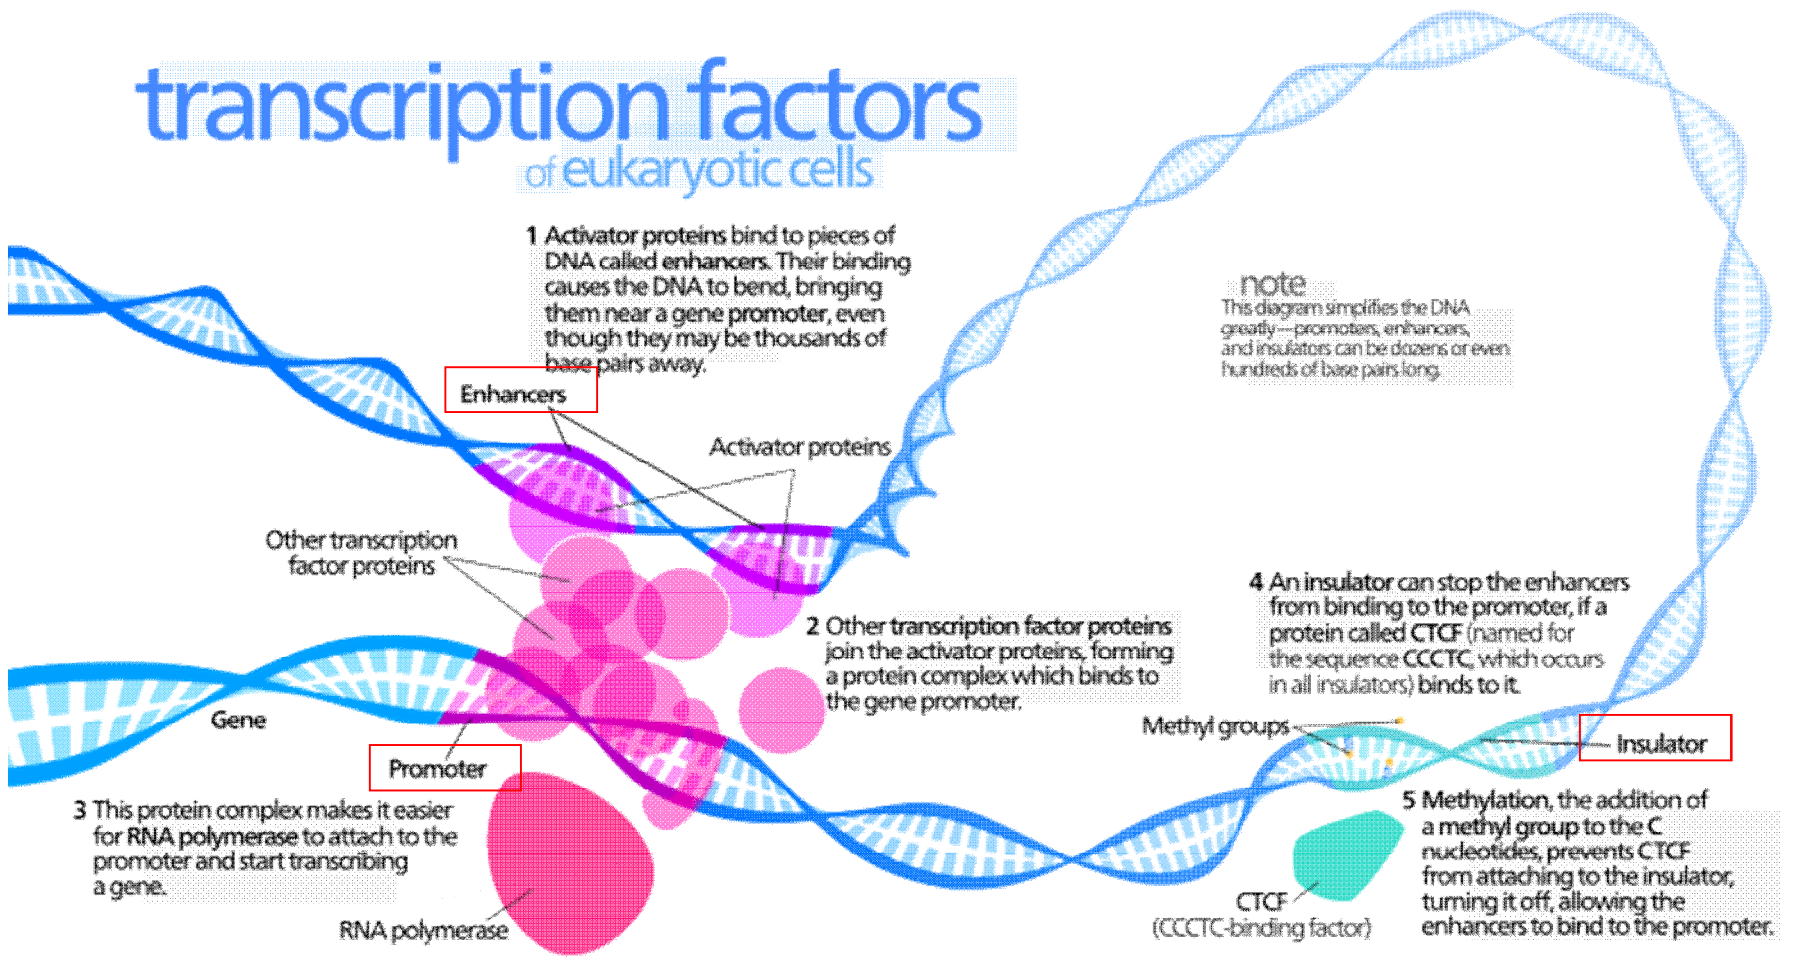 transcription factors
of eukaryotic cells
1 Activator proteins bind to pieces of
DNA called enhancers. Their binding
causes the DNA to bend, bringing
them near a gene promoter, even
though they may be thousands of
base pairs away.
note
This diagram simplifies the DNA
greatly—promoters, enhancers,
and insulators can be dozens or even
hundreds of base pairs long.
Enhancers
Activator proteins
Other transcription
factor proteins
2 Other transcription factor proteins
join the activator proteins, forming
a protein complex which binds to
the gene promoter.
4 An insulator can stop the enhancers
from binding to the promoter, if a
protein called CTCF (named for
the sequence CCCTC, which occurs
in all insulators) binds to it.
Gene
Methyl groups
Insulator
Promoter
3 This protein complex makes it easier
for RNA polymerase to attach to the
promoter and start transcribing
a gene.
RNA polymerase
5 Methylation, the addition of
a methyl group to the C
nucleotides, prevents CTCF
from attaching to the insulator,
turning it off, allowing the
enhancers to bind to the promoter.
CTCF
(CCCTC-binding factor)